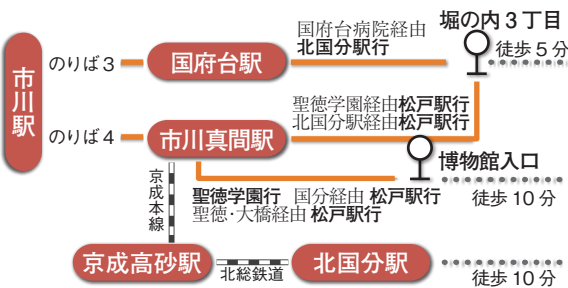 市川駅
のりば3
国府台駅
国府台病院経由
北国分駅行
堀の内3丁目
徒歩5分
のりば4
市川真間駅
聖徳学園経由松戸駅行
北国分駅経由松戸駅行
博物館入口
聖徳学園行 国分経由 松戸駅行
聖徳・大橋経由 松戸駅行
徒歩10分
京成本線
京成高砂駅
北総鉄道
北国分駅
徒歩10分